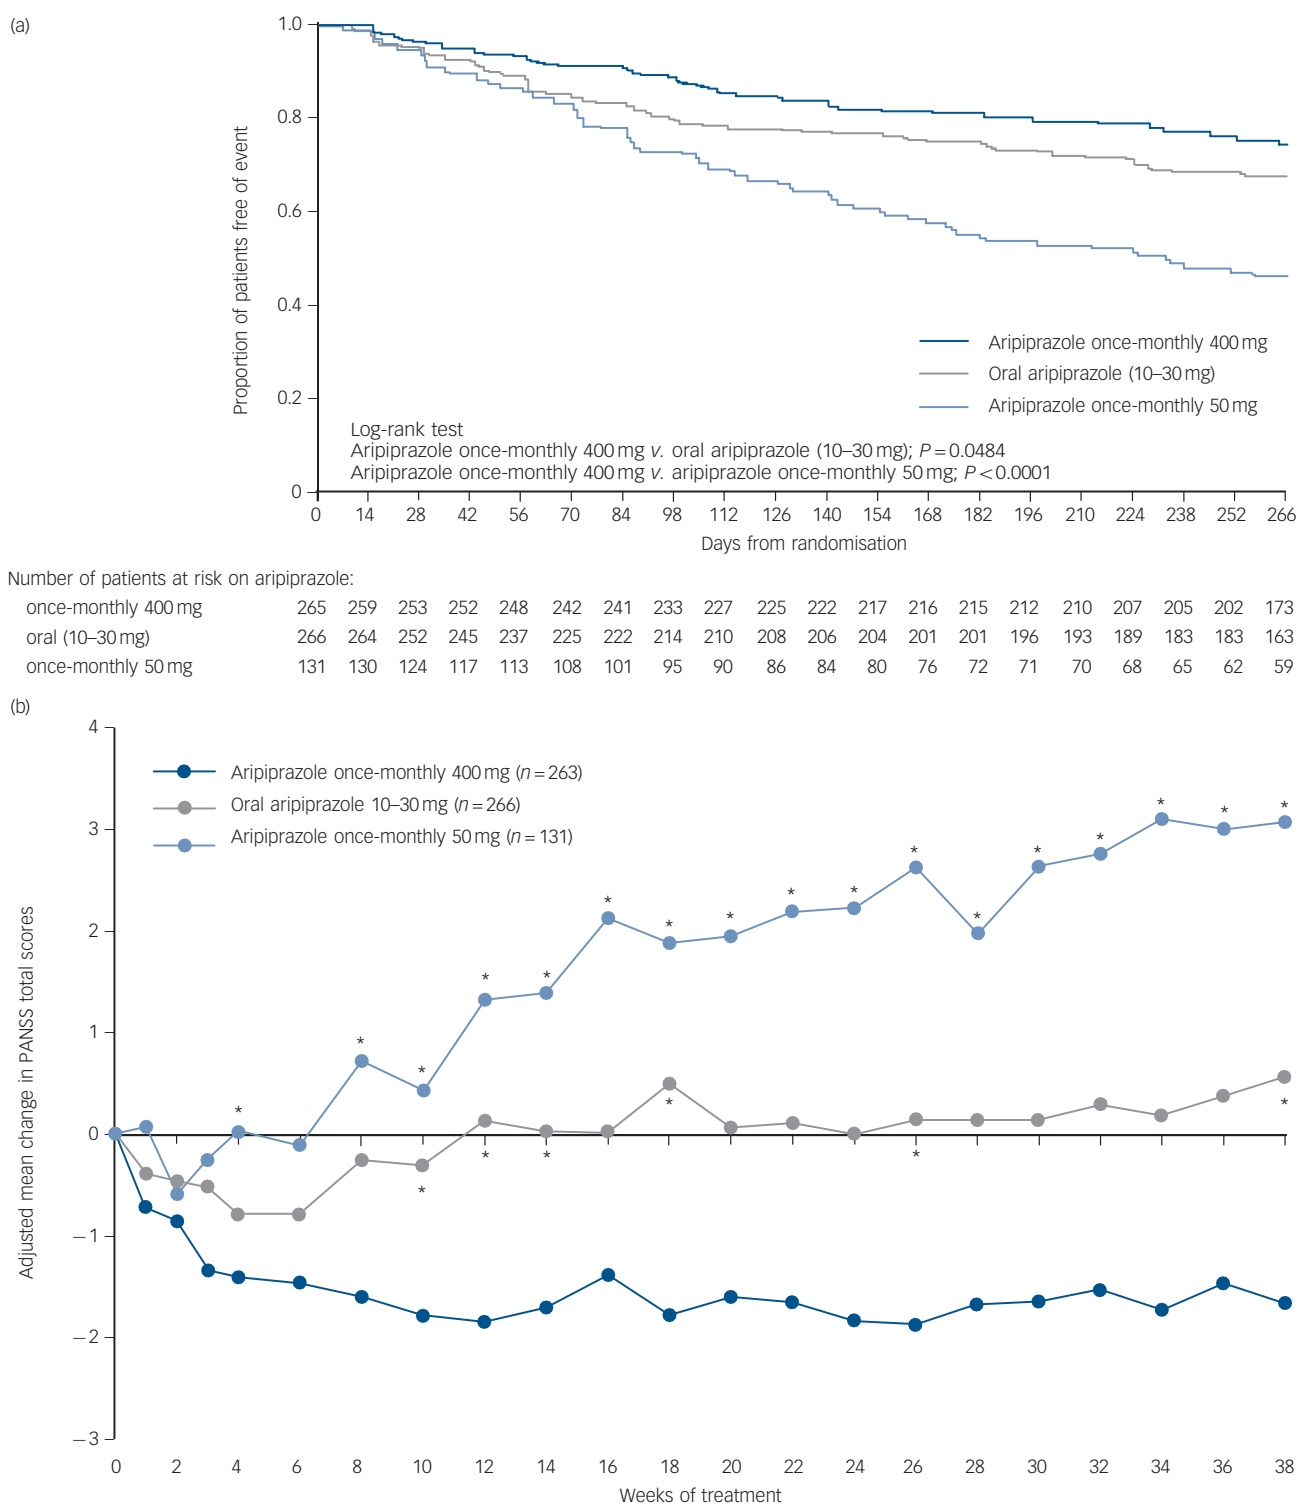 (a)
1.0
0.8
0.6
0.4
0.2
0
Proportion of patients free of event
Aripiprazole once-monthly 400 mg
Oral aripiprazole (10–30 mg)
Aripiprazole once-monthly 50 mg
Log-rank test
Aripiprazole once-monthly 400 mg v. oral aripiprazole (10–30 mg); P = 0.0484
Aripiprazole once-monthly 400 mg v. aripiprazole once-monthly 50 mg; P < 0.0001
0 14 28 42 56 70 84 98 112 126 140 154 168 182 196 210 224 238 252 266
Days from randomisation
Number of patients at risk on aripiprazole:
once-monthly 400 mg 265 259 253 252 248 242 241 233 227 225 222 217 216 215 212 210 207 205 202 173
oral (10–30 mg) 266 264 252 245 237 225 222 214 210 208 206 204 201 201 196 193 189 183 183 163
once-monthly 50 mg 131 130 124 117 113 108 101 95 90 86 84 80 76 72 71 70 68 65 62 59
(b)
4
3
2
1
0
−1
−2
−3
Adjusted mean change in PANSS total scores
Aripiprazole once-monthly 400 mg (n = 263)
Oral aripiprazole 10–30 mg (n = 266)
Aripiprazole once-monthly 50 mg (n = 131)
* * * * * * * * * * * * * * * * *
* * * * * *
0 2 4 6 8 10 12 14 16 18 20 22 24 26 28 30 32 34 36 38
Weeks of treatment